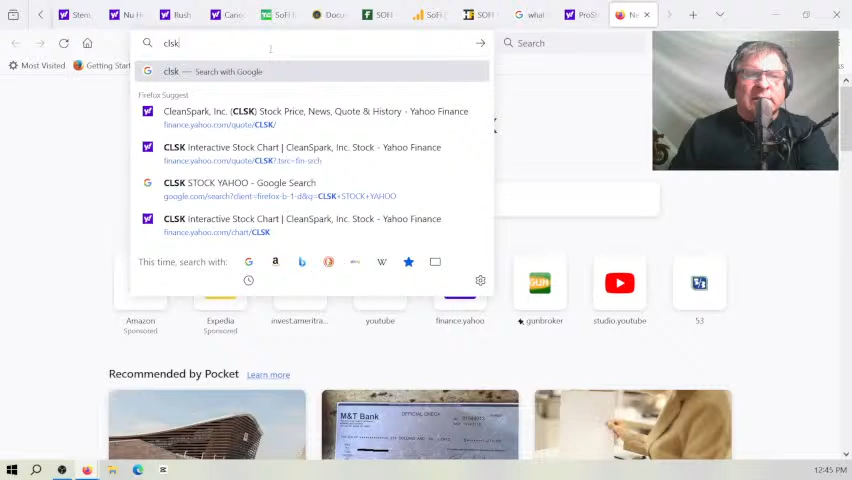 Stem
Nu H
Rush
Cano
SoFi
Docu
SOFI
SoFi
SOFI
what
ProSh
Ne
clsk
Search
Most Visited
Getting Start
clsk — Search with Google
Firefox Suggest
CleanSpark, Inc. (CLSK) Stock Price, News, Quote & History - Yahoo Finance
finance.yahoo.com/quote/CLSK/
CLSK Interactive Stock Chart | CleanSpark, Inc. Stock - Yahoo Finance
finance.yahoo.com/quote/CLSK?.tsrc=fin-srch
CLSK STOCK YAHOO - Google Search
google.com/search?client=firefox-b-1-d&q=CLSK+STOCK+YAHOO
CLSK Interactive Stock Chart | CleanSpark, Inc. Stock - Yahoo Finance
finance.yahoo.com/chart/CLSK
This time, search with:
GUN
Amazon
Sponsored
Expedia
Sponsored
invest.ameritra...
youtube
finance.yahoo
gunbroker
studio.youtube
53
Recommended by Pocket
Learn more
M&T Bank
OFFICIAL CHECK
12:45 PM